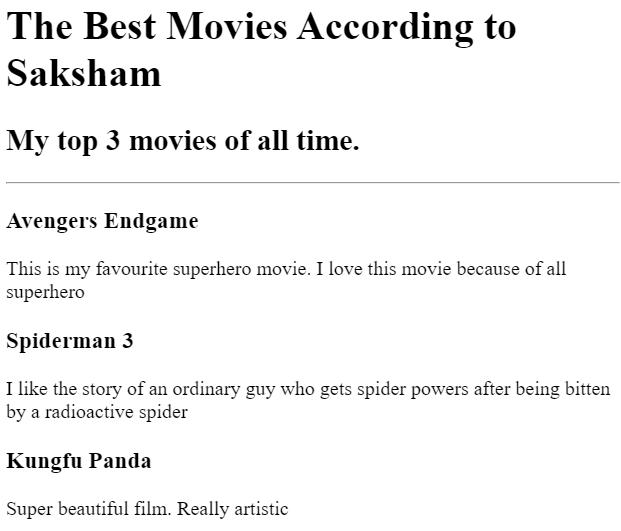 The Best Movies According to
Saksham
My top 3 movies of all time.
Avengers Endgame
This is my favourite superhero movie. I love this movie because of all
superhero
Spiderman 3
I like the story of an ordinary guy who gets spider powers after being bitten
by a radioactive spider
Kungfu Panda
Super beautiful film. Really artistic